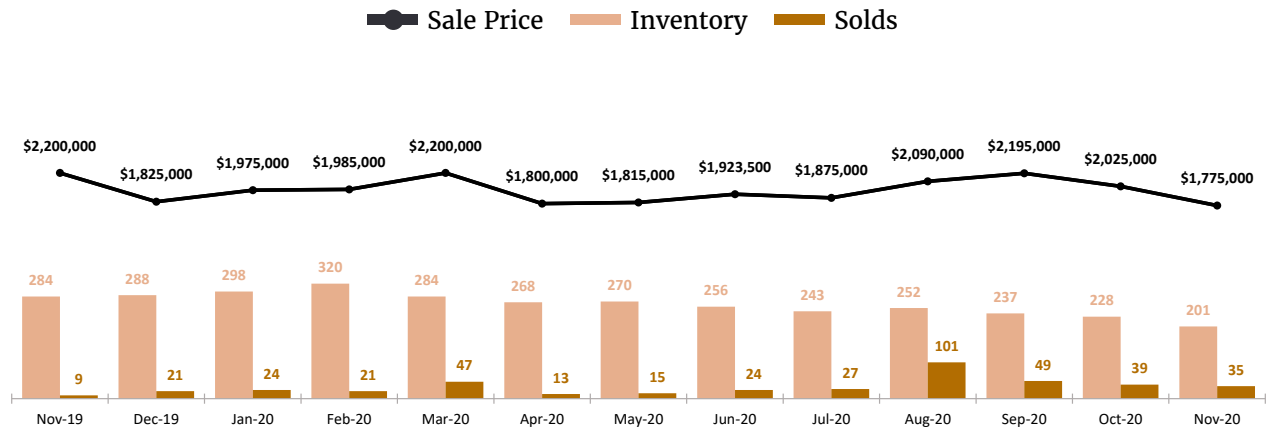 Sale Price Inventory Solds
$2,200,000 $1,825,000 $1,975,000 $1,985,000 $2,200,000 $1,800,000 $1,815,000 $1,923,500 $1,875,000 $2,090,000 $2,195,000 $2,025,000 $1,775,000
284 288 298 320 284 268 270 256 243 252 237 228 201
9 21 24 21 47 13 15 24 27 101 49 39 35
Nov-19 Dec-19 Jan-20 Feb-20 Mar-20 Apr-20 May-20 Jun-20 Jul-20 Aug-20 Sep-20 Oct-20 Nov-20